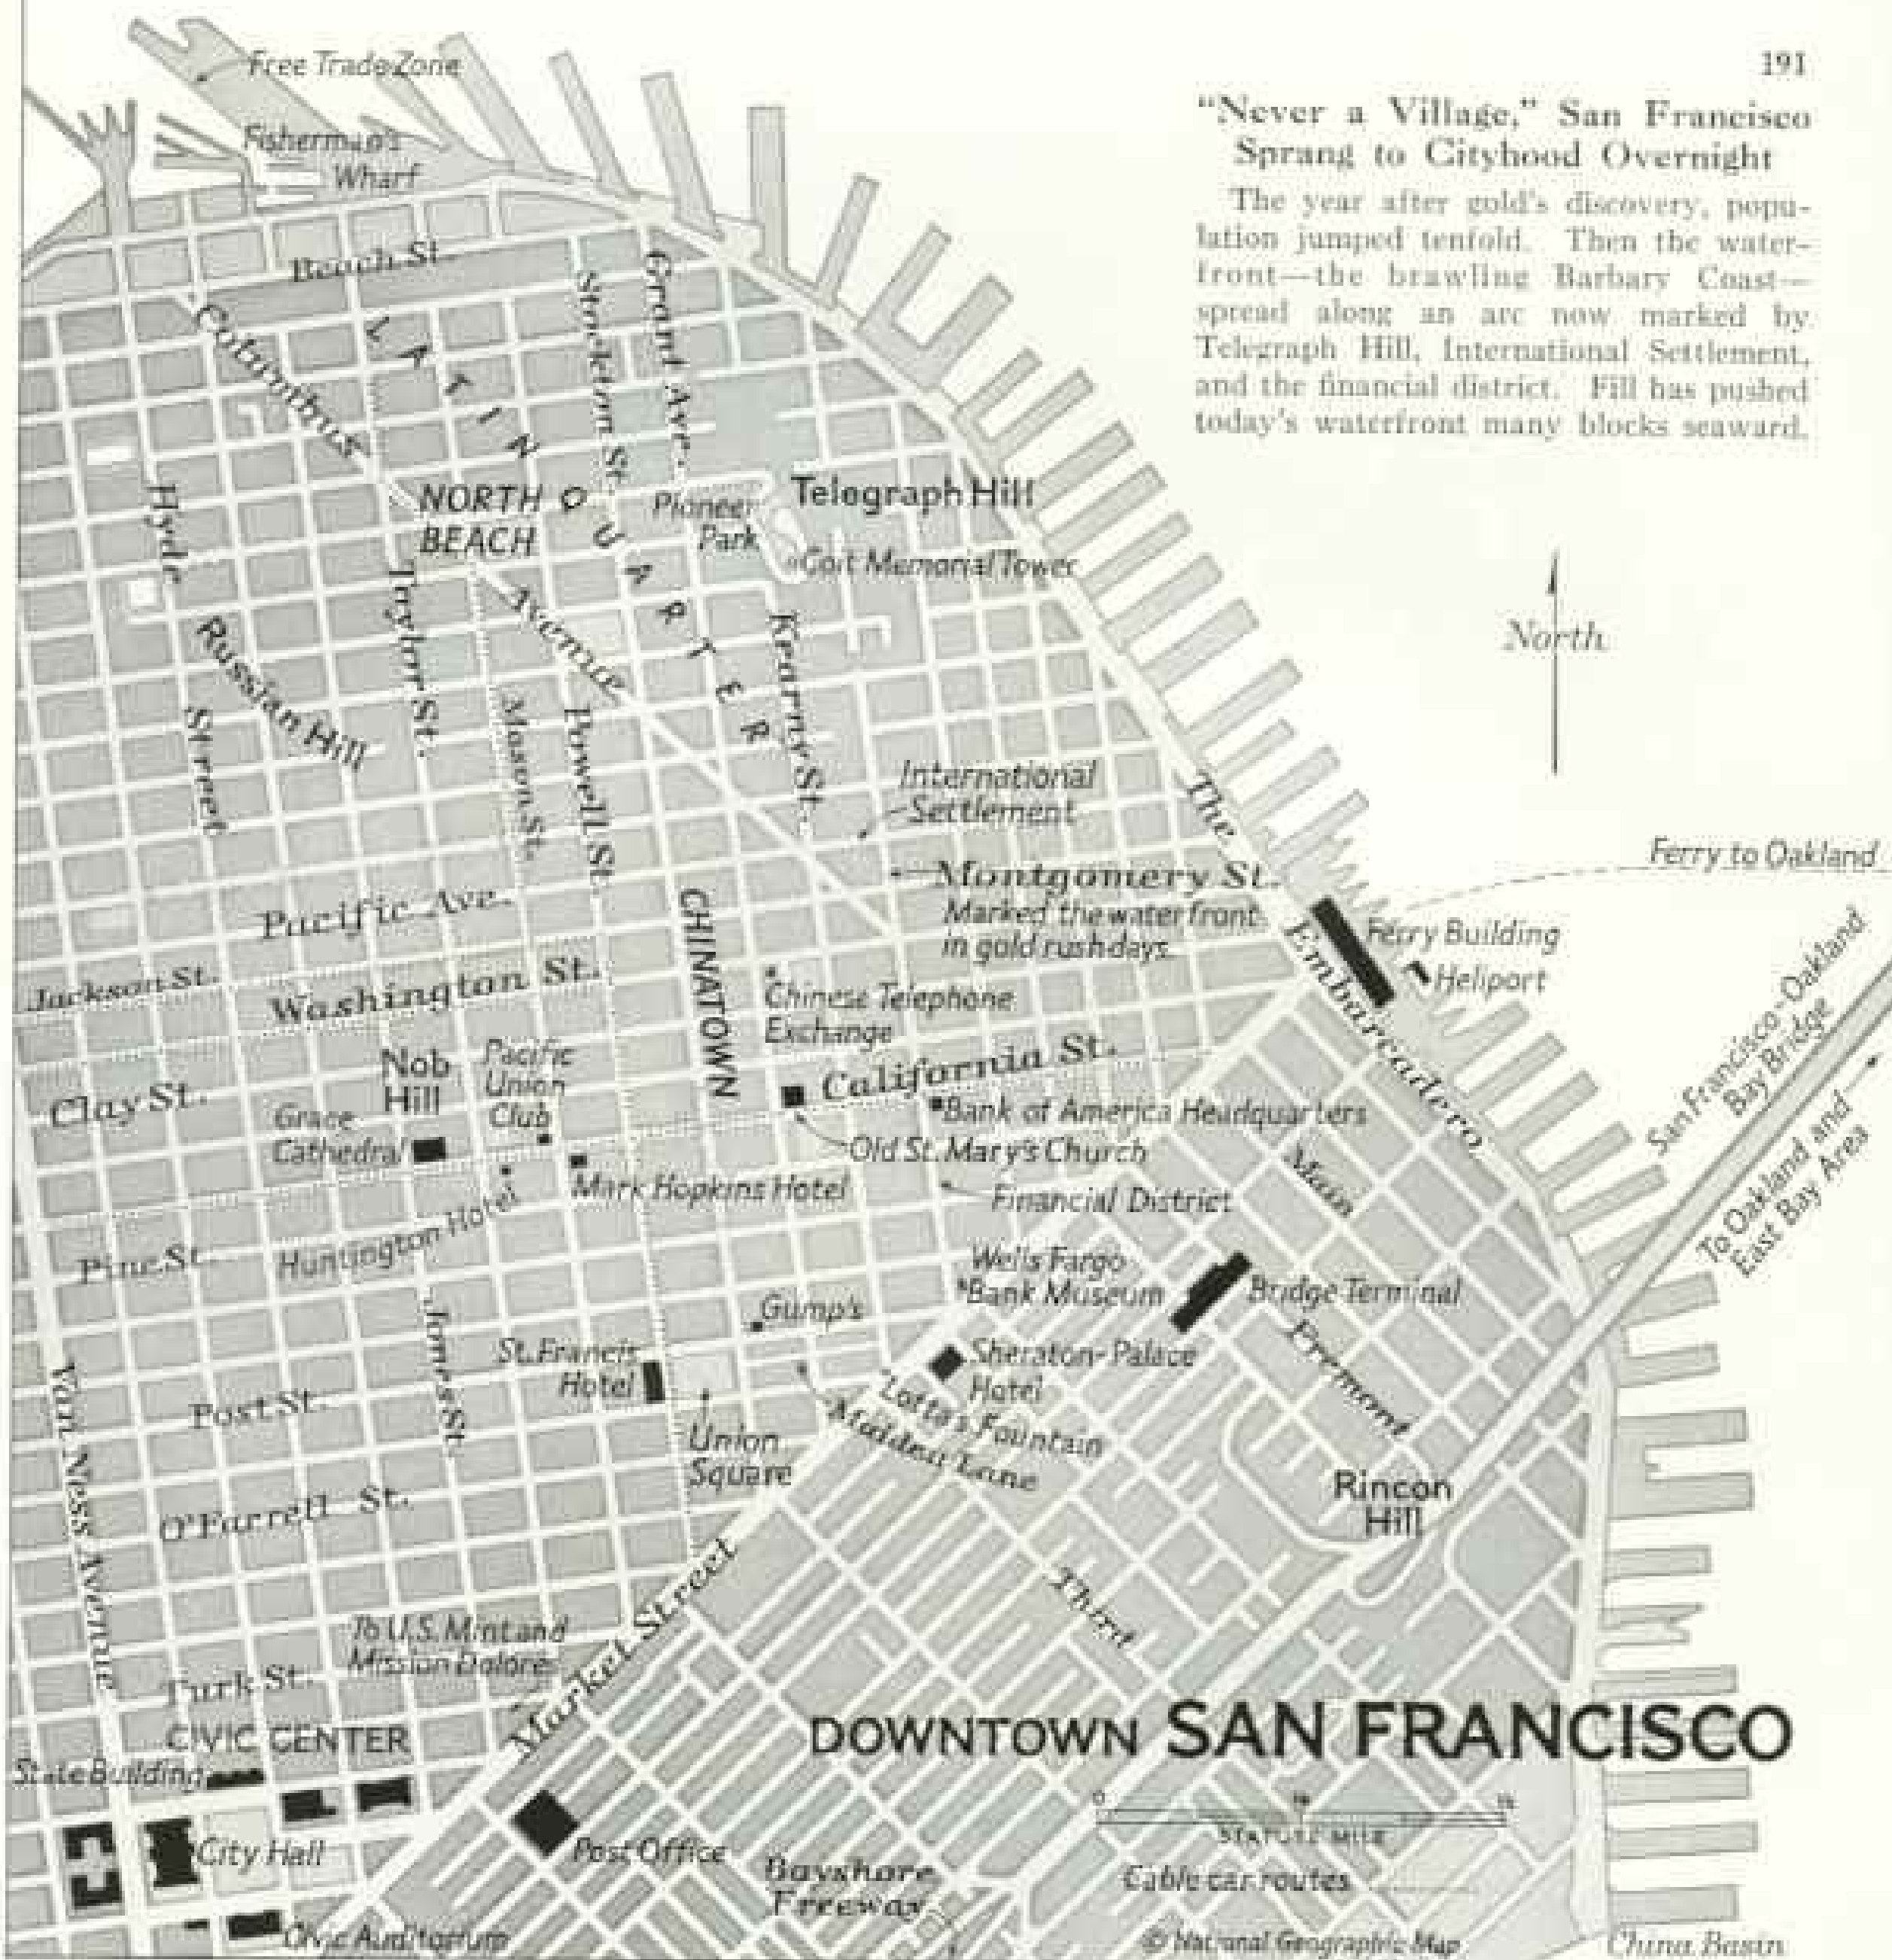 191
"Never a Village," San Francisco
Sprang to Cityhood Overnight
The year after gold's discovery, popu-
lation jumped tenfold. Then the water-
front—the brawling Barbary Coast—
spread along an arc now marked by
Telegraph Hill, International Settlement,
and the financial district. Fill has pushed
today's waterfront many blocks seaward.
Free Trade Zone
Fisherman's
Wharf
Beach St.
Columbus
Avenue
LATIN QUARTER
Stockton St.
Grant Ave.
NORTH
BEACH
Pioneer
Park
Telegraph Hill
Coit Memorial Tower
Hyde
Street
Russian Hill
Taylor St.
Mason St.
Powell St.
Kearny St.
North
International
Settlement
Montgomery St.
Marked the waterfront
in gold rush days
The
Embarcadero
Ferry to Oakland
Ferry Building
Heliport
San Francisco-Oakland
Bay Bridge
To Oakland and
East Bay Area
Pacific Ave.
Jackson St.
Washington St.
CHINATOWN
Chinese Telephone
Exchange
Clay St.
Nob
Hill
Pacific
Union
Club
Grace
Cathedral
California St.
Bank of America Headquarters
Old St. Mary's Church
Mark Hopkins Hotel
Financial District
Huntington Hotel
Pine St.
Main
Wells Fargo
Bank Museum
Bridge Terminal
Gump's
Jones St.
St. Francis
Hotel
Sheraton-Palace
Hotel
Lotta's Fountain
Maiden Lane
Fremont
Post St.
Union
Square
Van Ness Avenue
O'Farrell St.
Rincon
Hill
Market Street
Third
To U.S. Mint and
Mission Dolores
Turk St.
CIVIC CENTER
State Building
City Hall
Post Office
Civic Auditorium
Bayshore
Freeway
DOWNTOWN SAN FRANCISCO
0
STATUTE MILE
Cable car routes
© National Geographic Map
China Basin